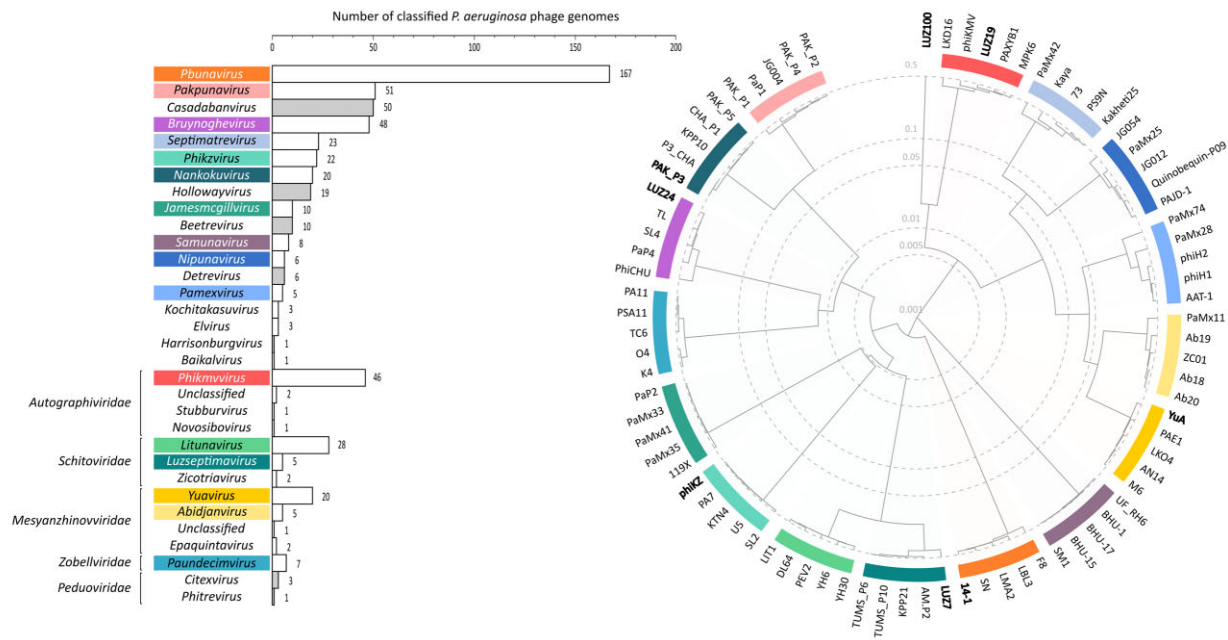 Number of classified P. aeruginosa phage genomes
0 50 100 150 200
Pbunavirus 167
Pakpunavirus 51
Casadabanvirus 50
Bruynoghevirus 48
Septimatrevirus 23
Phikzvirus 22
Nankokuvirus 20
Hollowayvirus 19
Jamesmcgillvirus 10
Beetrevirus 10
Samunavirus 8
Nipunavirus 6
Detrevirus 6
Pamexvirus 5
Kochitakasuvirus 3
Elvirus 3
Harrisonburgvirus 1
Baikalvirus 1
Autographiviridae
Phikmvvirus 46
Unclassified 2
Stubburvirus 1
Novosibovirus 1
Schitoviridae
Litunavirus 28
Luzseptimavirus 5
Zicotriavirus 2
Mesyanzhinovviridae
Yuavirus 20
Abidjanvirus 5
Unclassified 1
Epaquintavirus 2
Zobellviridae
Paundecimvirus 7
Peduoviridae
Citexvirus 3
Phitrevirus 1
LUZ100
LKD16
phiKMV
LUZ19
PAXYB1
MPK6
PaMx42
Kaya
73
PS9N
Kakheti25
JG054
PaMx25
JG012
Quinobequin-P09
PAJD-1
PaMx74
PaMx28
phiH2
phiH1
AAT-1
PaMx11
Ab19
ZC01
Ab18
Ab20
YuA
PAE1
LKO4
AN14
M6
UF_RH6
BHU-1
BHU-17
BHU-15
SM1
F8
LBL3
LMA2
SN
14-1
LUZ7
AM.P2
KPP21
TUMS_P10
TUMS_P6
YH30
YH6
PEV2
DL64
LIT1
SL2
U5
KTN4
PA7
phiKZ
119X
PaMx35
PaMx41
PaMx33
PaP2
K4
O4
TC6
PSA11
PA11
PhiCHU
PaP4
SL4
TL
LUZ24
PAK_P3
P3_CHA
KPP10
CHA_P1
PAK_P5
PAK_P1
PaP1
JG004
PAK_P4
PAK_P2
0.5
0.1
0.05
0.01
0.005
0.001